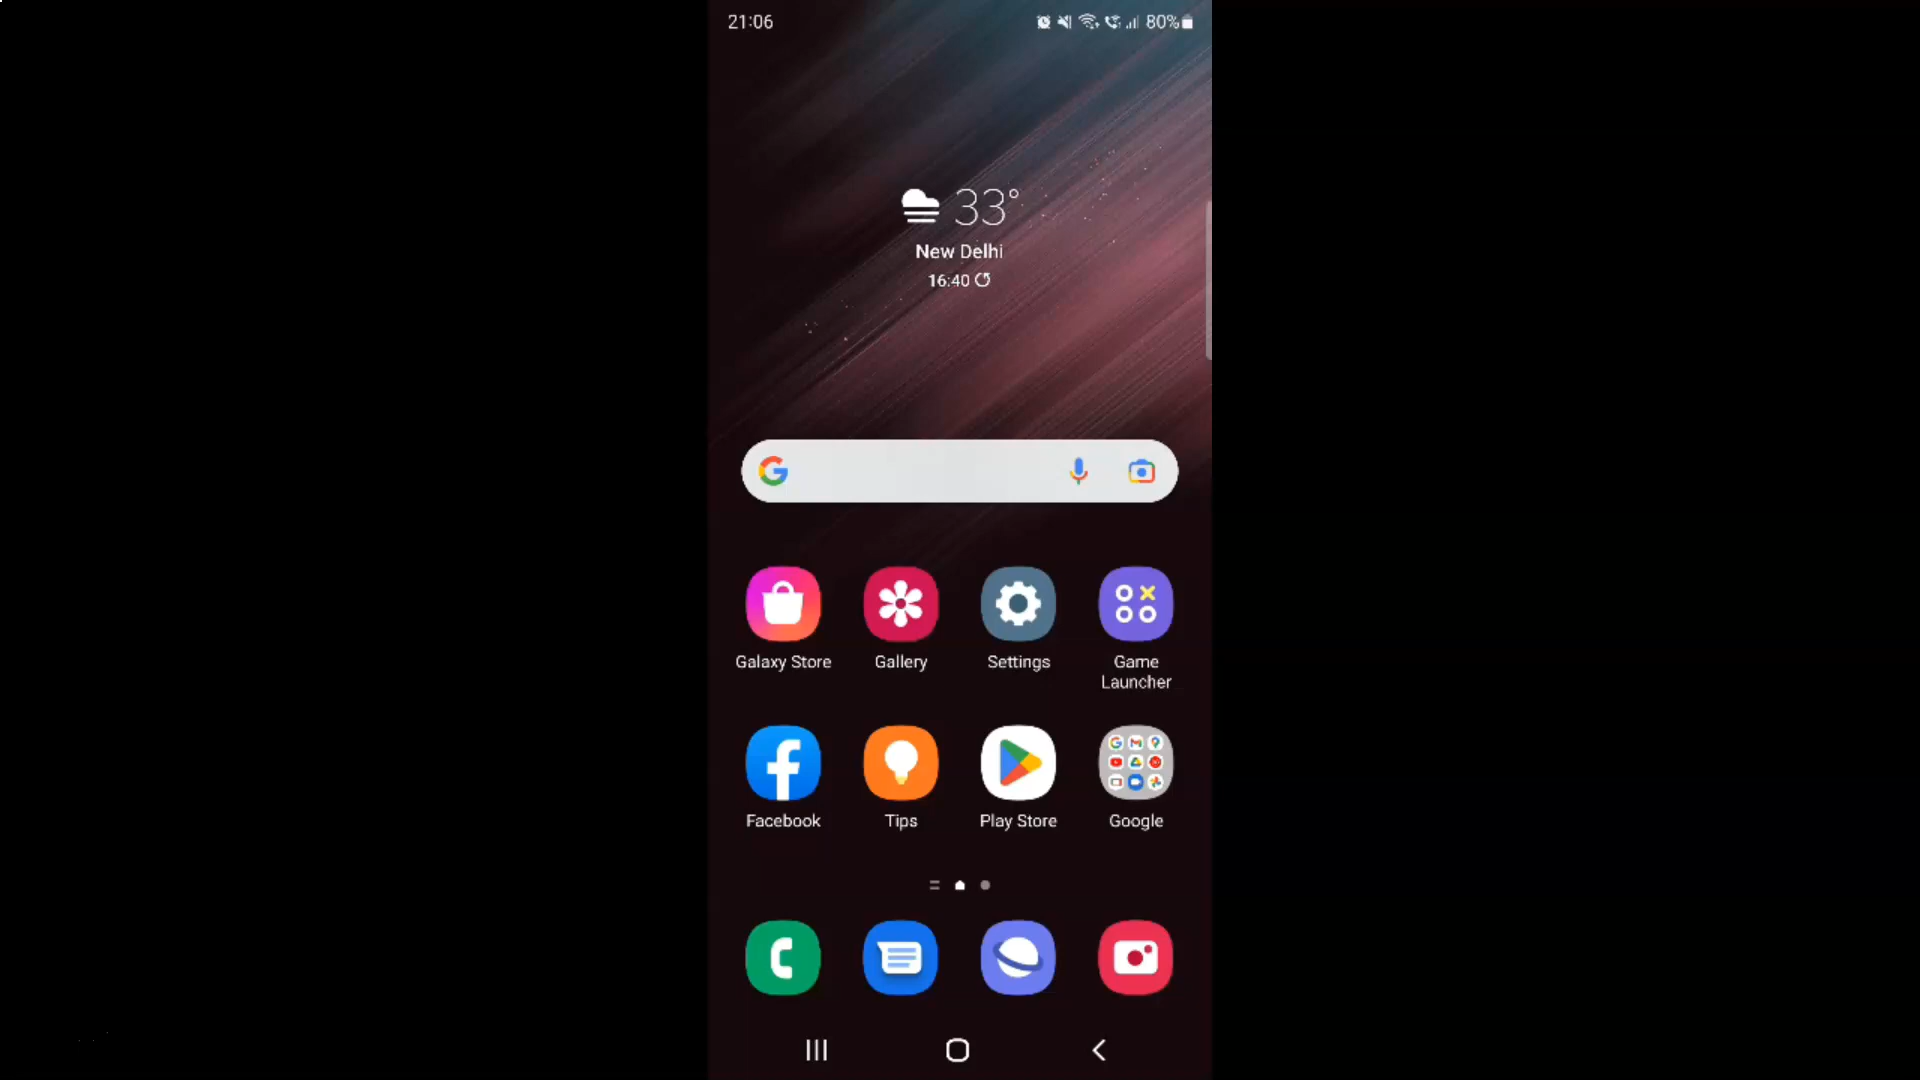 21:06
80%
33°
New Delhi
16:40
Galaxy Store
Gallery
Settings
Game
Launcher
Facebook
Tips
Play Store
Google